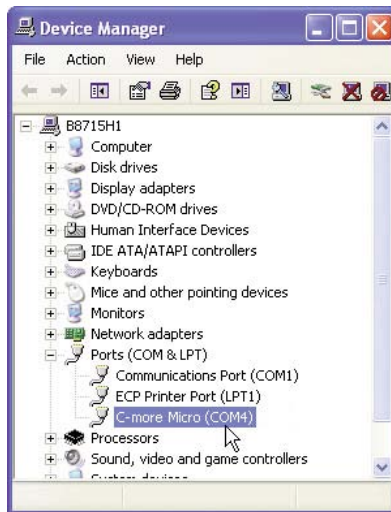 Device Manager
File Action View Help
B8715H1
Computer
Disk drives
Display adapters
DVD/CD-ROM drives
Human Interface Devices
IDE ATA/ATAPI controllers
Keyboards
Mice and other pointing devices
Monitors
Network adapters
Ports (COM & LPT)
Communications Port (COM1)
ECP Printer Port (LPT1)
C-more Micro (COM4)
Processors
Sound, video and game controllers
System devices